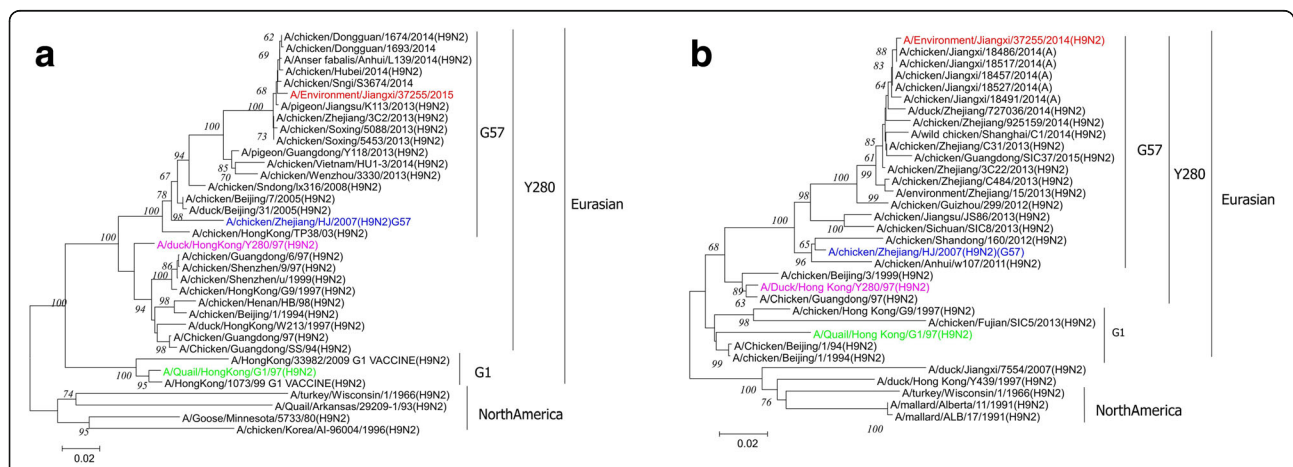 a
62
A/chicken/Dongguan/1674/2014(H9N2)
A/chicken/Dongguan/1693/2014
69
A/Anser fabalis/Anhui/L139/2014(H9N2)
A/chicken/Hubei/2014(H9N2)
A/chicken/Sngi/S3674/2014
68
A/Environment/Jiangxi/37255/2015
100
A/pigeon/Jiangsu/K113/2013(H9N2)
A/chicken/Zhejiang/3C2/2013(H9N2)
100
A/chicken/Soxing/5088/2013(H9N2)
73
A/chicken/Soxing/5453/2013(H9N2)
A/pigeon/Guangdong/Y118/2013(H9N2)
94
85
A/chicken/Vietnam/HU1-3/2014(H9N2)
70
A/chicken/Wenzhou/3330/2013(H9N2)
67
A/chicken/Sndong/lx316/2008(H9N2)
78
A/chicken/Beijing/7/2005(H9N2)
100
A/duck/Beijing/31/2005(H9N2)
98
A/chicken/Zhejiang/HJ/2007(H9N2)G57
A/chicken/HongKong/TP38/03(H9N2)
100
A/duck/HongKong/Y280/97(H9N2)
A/chicken/Guangdong/6/97(H9N2)
86
A/chicken/Shenzhen/9/97(H9N2)
100
A/chicken/Shenzhen/u/1999(H9N2)
A/chicken/HongKong/G9/1997(H9N2)
100
94
98
A/chicken/Henan/HB/98(H9N2)
A/chicken/Beijing/1/1994(H9N2)
A/duck/HongKong/W213/1997(H9N2)
A/Chicken/Guangdong/97(H9N2)
98
A/Chicken/Guangdong/SS/94(H9N2)
A/HongKong/33982/2009 G1 VACCINE(H9N2)
100
A/Quail/HongKong/G1/97(H9N2)
95
A/HongKong/1073/99 G1 VACCINE(H9N2)
74
A/turkey/Wisconsin/1/1966(H9N2)
A/Quail/Arkansas/29209-1/93(H9N2)
A/Goose/Minnesota/5733/80(H9N2)
95
A/chicken/Korea/AI-96004/1996(H9N2)
0.02
G57
Y280
Eurasian
G1
NorthAmerica
b
A/Environment/Jiangxi/37255/2014(H9N2)
88
A/chicken/Jiangxi/18486/2014(A)
83
A/chicken/Jiangxi/18517/2014(A)
A/chicken/Jiangxi/18457/2014(A)
64
A/chicken/Jiangxi/18527/2014(A)
A/chicken/Jiangxi/18491/2014(A)
A/duck/Zhejiang/727036/2014(H9N2)
A/chicken/Zhejiang/925159/2014(H9N2)
85
A/wild chicken/Shanghai/C1/2014(H9N2)
A/chicken/Zhejiang/C31/2013(H9N2)
61
A/chicken/Guangdong/SIC37/2015(H9N2)
99
A/chicken/Zhejiang/3C22/2013(H9N2)
A/chicken/Zhejiang/C484/2013(H9N2)
98
A/environment/Zhejiang/15/2013(H9N2)
99
A/chicken/Guizhou/299/2012(H9N2)
A/chicken/Jiangsu/JS86/2013(H9N2)
100
100
A/chicken/Sichuan/SIC8/2013(H9N2)
68
65
A/chicken/Shandong/160/2012(H9N2)
A/chicken/Zhejiang/HJ/2007(H9N2)(G57)
96
A/chicken/Anhui/w107/2011(H9N2)
A/chicken/Beijing/3/1999(H9N2)
89
A/Duck/Hong Kong/Y280/97(H9N2)
63
A/Chicken/Guangdong/97(H9N2)
A/chicken/Hong Kong/G9/1997(H9N2)
98
A/chicken/Fujian/SIC5/2013(H9N2)
A/Quail/Hong Kong/G1/97(H9N2)
A/Chicken/Beijing/1/94(H9N2)
99
A/chicken/Beijing/1/1994(H9N2)
A/duck/Jiangxi/7554/2007(H9N2)
100
A/duck/Hong Kong/Y439/1997(H9N2)
A/turkey/Wisconsin/1/1966(H9N2)
76
A/mallard/Alberta/11/1991(H9N2)
A/mallard/ALB/17/1991(H9N2)
100
0.02
G57
Y280
Eurasian
G1
NorthAmerica